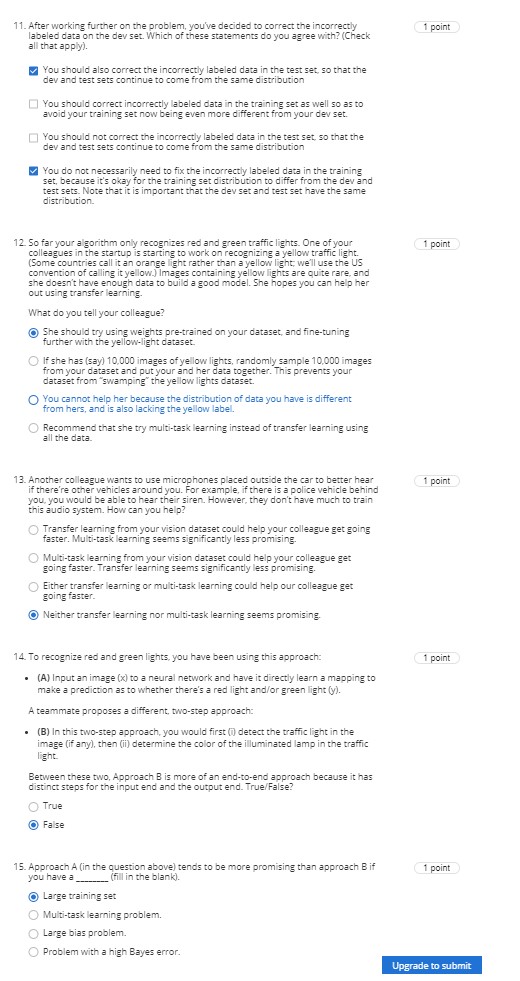 11. After working further on the problem, you've decided to correct the incorrectly
labeled data on the dev set. Which of these statements do you agree with? (Check
all that apply).
1 point
You should also correct the incorrectly labeled data in the test set, so that the
dev and test sets continue to come from the same distribution
You should correct incorrectly labeled data in the training set as well so as to
avoid your training set now being even more different from your dev set.
You should not correct the incorrectly labeled data in the test set, so that the
dev and test sets continue to come from the same distribution
You do not necessarily need to fix the incorrectly labeled data in the training
set, because it's okay for the training set distribution to differ from the dev and
test sets. Note that it is important that the dev set and test set have the same
distribution.
12. So far your algorithm only recognizes red and green traffic lights. One of your
colleagues in the startup is starting to work on recognizing a yellow traffic light.
(Some countries call it an orange light rather than a yellow light; we'll use the US
convention of calling it yellow.) Images containing yellow lights are quite rare, and
she doesn't have enough data to build a good model. She hopes you can help her
out using transfer learning.
1 point
What do you tell your colleague?
She should try using weights pre-trained on your dataset, and fine-tuning
further with the yellow-light dataset.
If she has (say) 10,000 images of yellow lights, randomly sample 10,000 images
from your dataset and put your and her data together. This prevents your
dataset from "swamping" the yellow lights dataset.
You cannot help her because the distribution of data you have is different
from hers, and is also lacking the yellow label.
Recommend that she try multi-task learning instead of transfer learning using
all the data.
13. Another colleague wants to use microphones placed outside the car to better hear
if there're other vehicles around you. For example, if there is a police vehicle behind
you, you would be able to hear their siren. However, they don't have much to train
this audio system. How can you help?
1 point
Transfer learning from your vision dataset could help your colleague get going
faster. Multi-task learning seems significantly less promising.
Multi-task learning from your vision dataset could help your colleague get
going faster. Transfer learning seems significantly less promising.
Either transfer learning or multi-task learning could help our colleague get
going faster.
Neither transfer learning nor multi-task learning seems promising.
14. To recognize red and green lights, you have been using this approach:
1 point
• (A) Input an image (x) to a neural network and have it directly learn a mapping to
make a prediction as to whether there's a red light and/or green light (y).
A teammate proposes a different, two-step approach:
• (B) In this two-step approach, you would first (i) detect the traffic light in the
image (if any), then (ii) determine the color of the illuminated lamp in the traffic
light.
Between these two, Approach B is more of an end-to-end approach because it has
distinct steps for the input end and the output end. True/False?
True
False
15. Approach A (in the question above) tends to be more promising than approach B if
you have a ________ (fill in the blank).
1 point
Large training set
Multi-task learning problem.
Large bias problem.
Problem with a high Bayes error.
Upgrade to submit